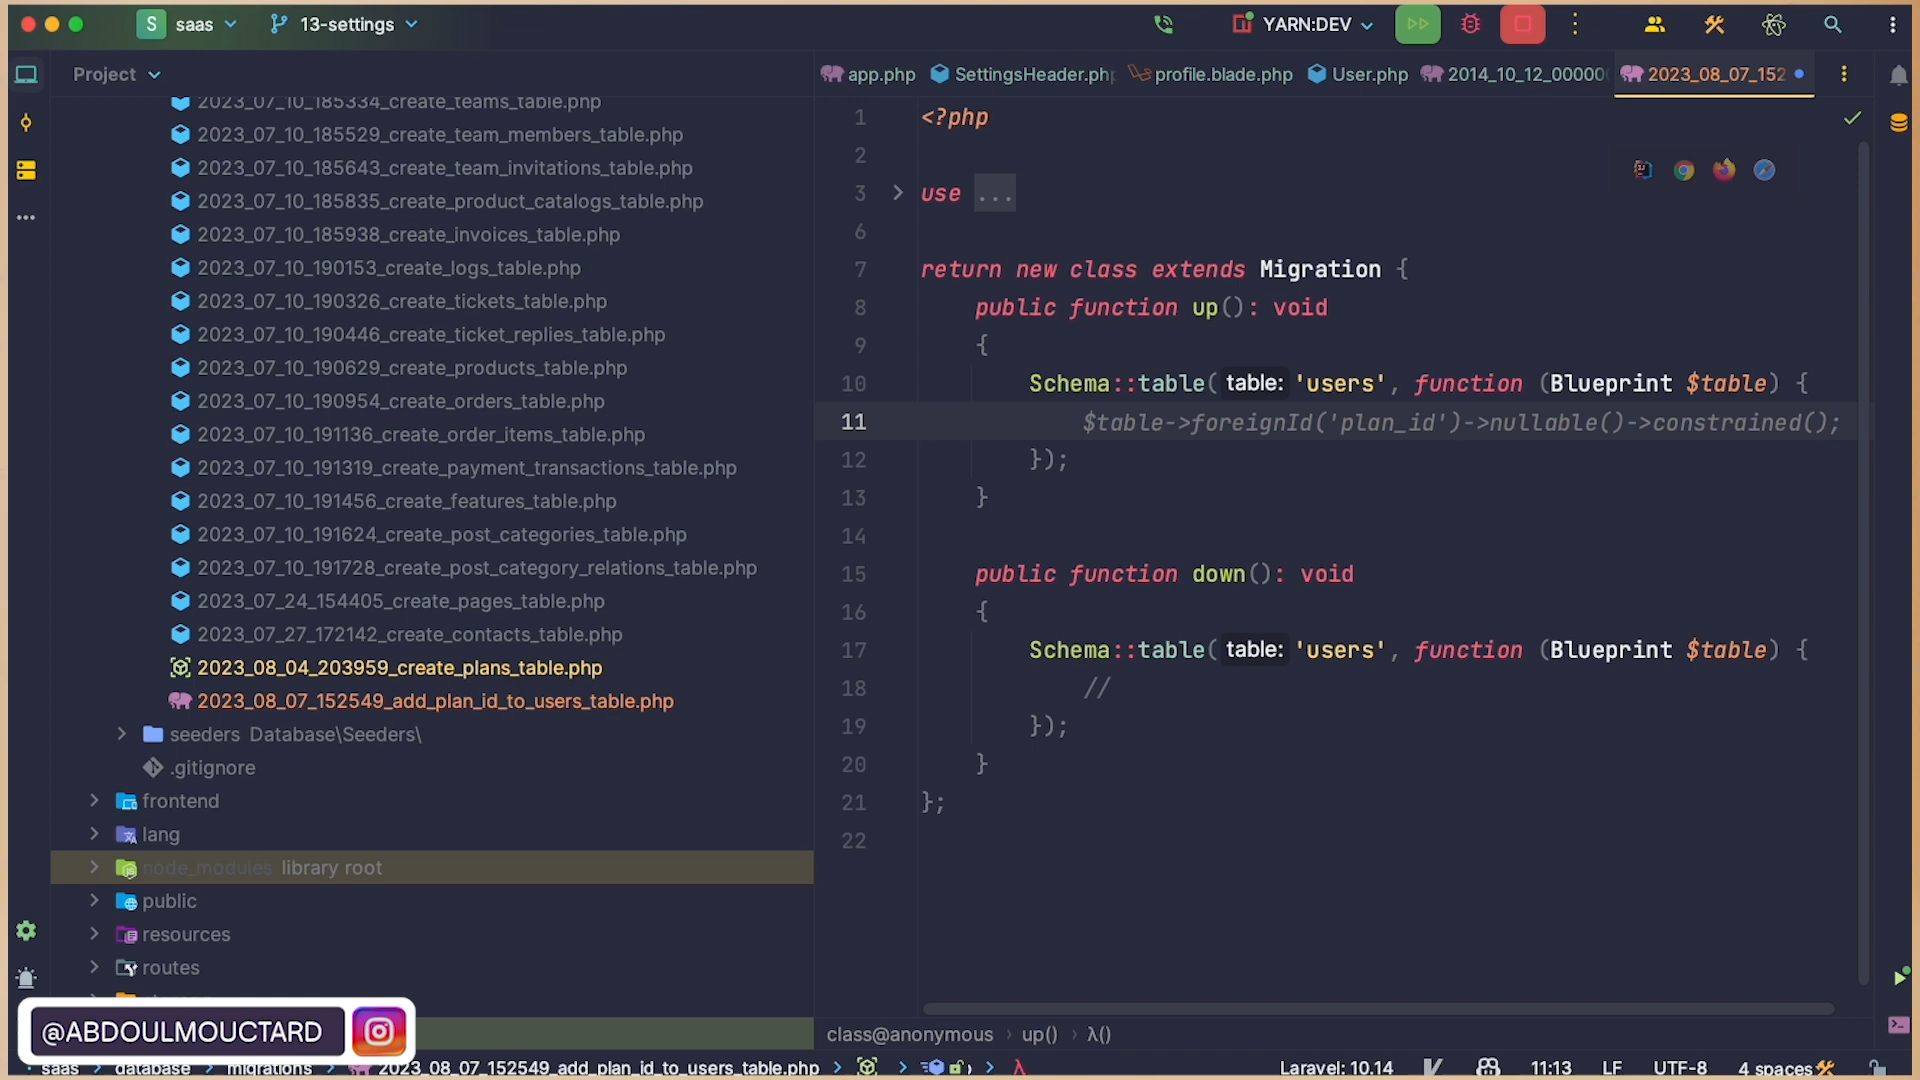 S saas 13-settings YARN:DEV
Project
app.php SettingsHeader.php profile.blade.php User.php 2014_10_12_00000 2023_08_07_152
2023_07_10_185334_create_teams_table.php
2023_07_10_185529_create_team_members_table.php
2023_07_10_185643_create_team_invitations_table.php
2023_07_10_185835_create_product_catalogs_table.php
2023_07_10_185938_create_invoices_table.php
2023_07_10_190153_create_logs_table.php
2023_07_10_190326_create_tickets_table.php
2023_07_10_190446_create_ticket_replies_table.php
2023_07_10_190629_create_products_table.php
2023_07_10_190954_create_orders_table.php
2023_07_10_191136_create_order_items_table.php
2023_07_10_191319_create_payment_transactions_table.php
2023_07_10_191456_create_features_table.php
2023_07_10_191624_create_post_categories_table.php
2023_07_10_191728_create_post_category_relations_table.php
2023_07_24_154405_create_pages_table.php
2023_07_27_172142_create_contacts_table.php
2023_08_04_203959_create_plans_table.php
2023_08_07_152549_add_plan_id_to_users_table.php
seeders Database\Seeders\
.gitignore
frontend
lang
node_modules library root
public
resources
routes
@ABDOULMOUCTARD
1 <?php
2
3 use ...
6
7 return new class extends Migration {
8 public function up(): void
9 {
10 Schema::table( table: 'users', function (Blueprint $table) {
11 $table->foreignId('plan_id')->nullable()->constrained();
12 });
13 }
14
15 public function down(): void
16 {
17 Schema::table( table: 'users', function (Blueprint $table) {
18 //
19 });
20 }
21 };
22
class@anonymous › up() › λ()
saas > database > migrations > 2023_08_07_152549_add_plan_id_to_users_table.php > > > λ
Laravel: 10.14 11:13 LF UTF-8 4 spaces